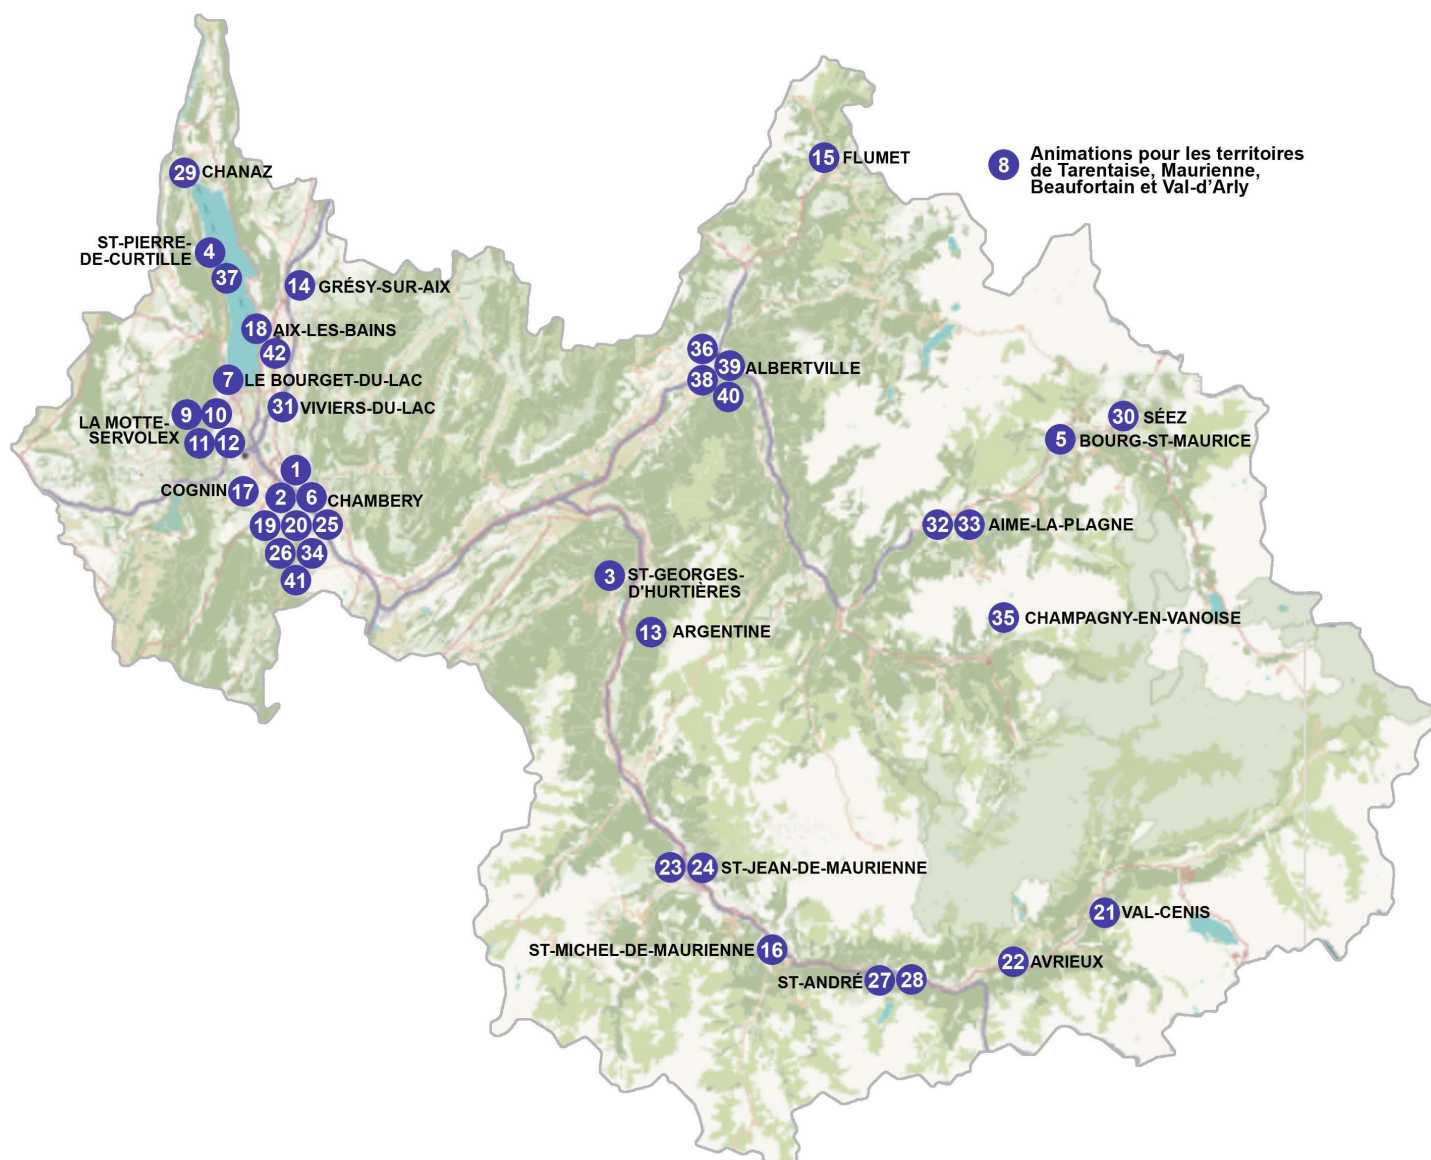 15 FLUMET
8 Animations pour les territoires
de Tarentaise, Maurienne,
Beaufortain et Val-d'Arly
29 CHANAZ
ST-PIERRE-
DE-CURTILLE
4
37
14 GRÉSY-SUR-AIX
18 AIX-LES-BAINS
42
7 LE BOURGET-DU-LAC
31 VIVIERS-DU-LAC
LA MOTTE-
SERVOLEX
9 10
11 12
36
39 ALBERTVILLE
38
40
30 SÉEZ
5 BOURG-ST-MAURICE
COGNIN 17
1
2 6 CHAMBERY
19 20 25
26 34
41
32 33 AIME-LA-PLAGNE
3 ST-GEORGES-
D'HURTIÈRES
13 ARGENTINE
35 CHAMPAGNY-EN-VANOISE
23 24 ST-JEAN-DE-MAURIENNE
21 VAL-CENIS
ST-MICHEL-DE-MAURIENNE 16
22 AVRIEUX
ST-ANDRÉ 27 28